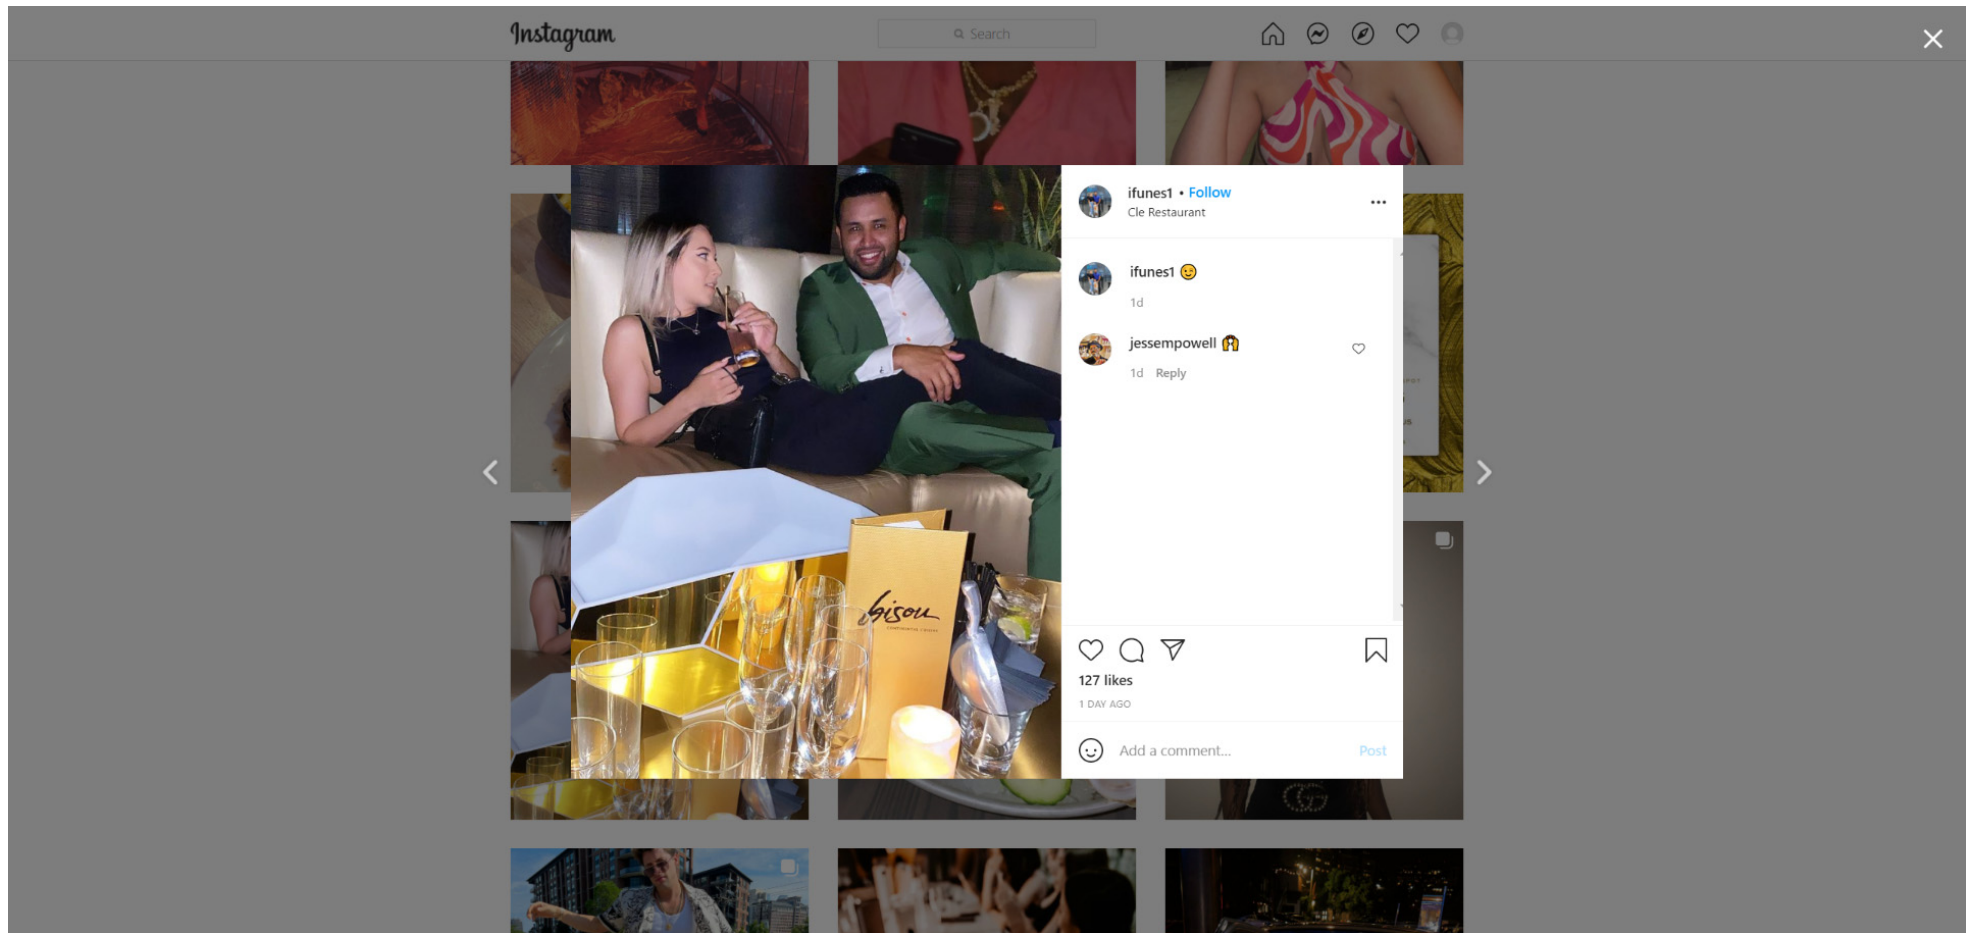 Instagram
Search
ifunes1 • Follow
Cle Restaurant
ifunes1 😉
1d
jessempowell
1d Reply
bisou
127 likes
1 DAY AGO
Add a comment...
Post